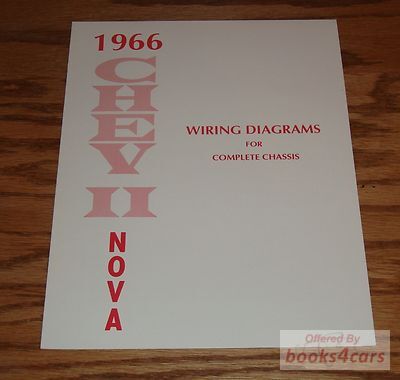 1966
CHEV II
NOVA
WIRING DIAGRAMS
FOR
COMPLETE CHASSIS
Offered By
books4cars